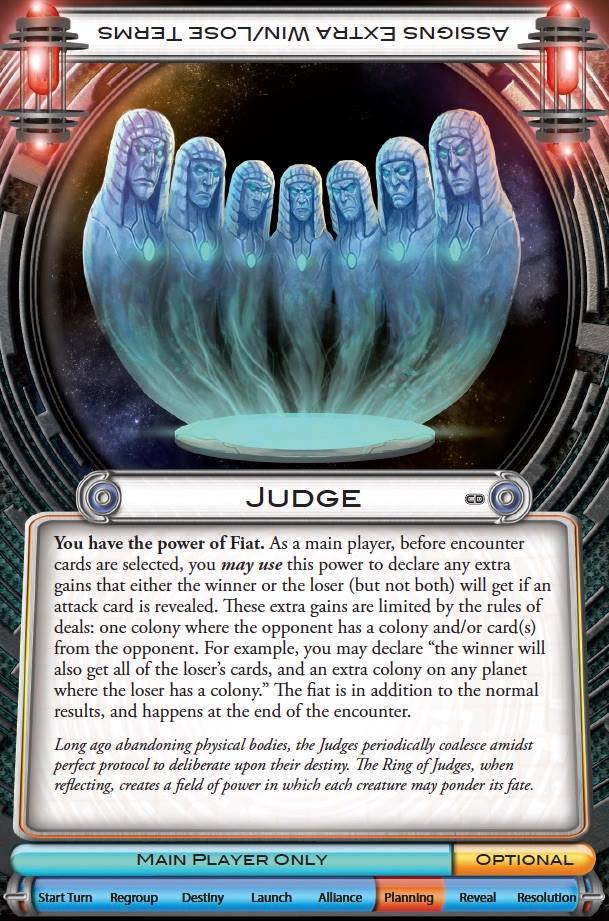 Assigns Extra Win/Lose Terms
Judge
CD
You have the power of Fiat. As a main player, before encounter
cards are selected, you may use this power to declare any extra
gains that either the winner or the loser (but not both) will get if an
attack card is revealed. These extra gains are limited by the rules of
deals: one colony where the opponent has a colony and/or card(s)
from the opponent. For example, you may declare “the winner will
also get all of the loser’s cards, and an extra colony on any planet
where the loser has a colony.” The fiat is in addition to the normal
results, and happens at the end of the encounter.
Long ago abandoning physical bodies, the Judges periodically coalesce amidst
perfect protocol to deliberate upon their destiny. The Ring of Judges, when
reflecting, creates a field of power in which each creature may ponder its fate.
Main Player Only Optional
Start Turn Regroup Destiny Launch Alliance Planning Reveal Resolution